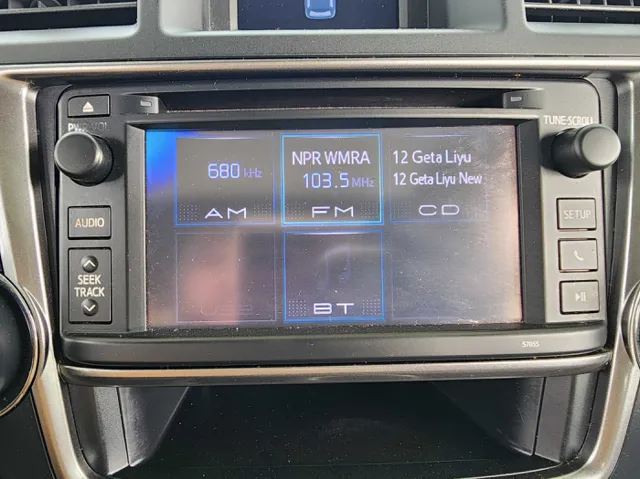 PWR·VOL
TUNE·SCROLL
680 kHz
AM
NPR WMRA
103.5 MHz
FM
12 Geta Liyu
12 Geta Liyu New
CD
AUDIO
SETUP
SEEK
TRACK
BT
57055